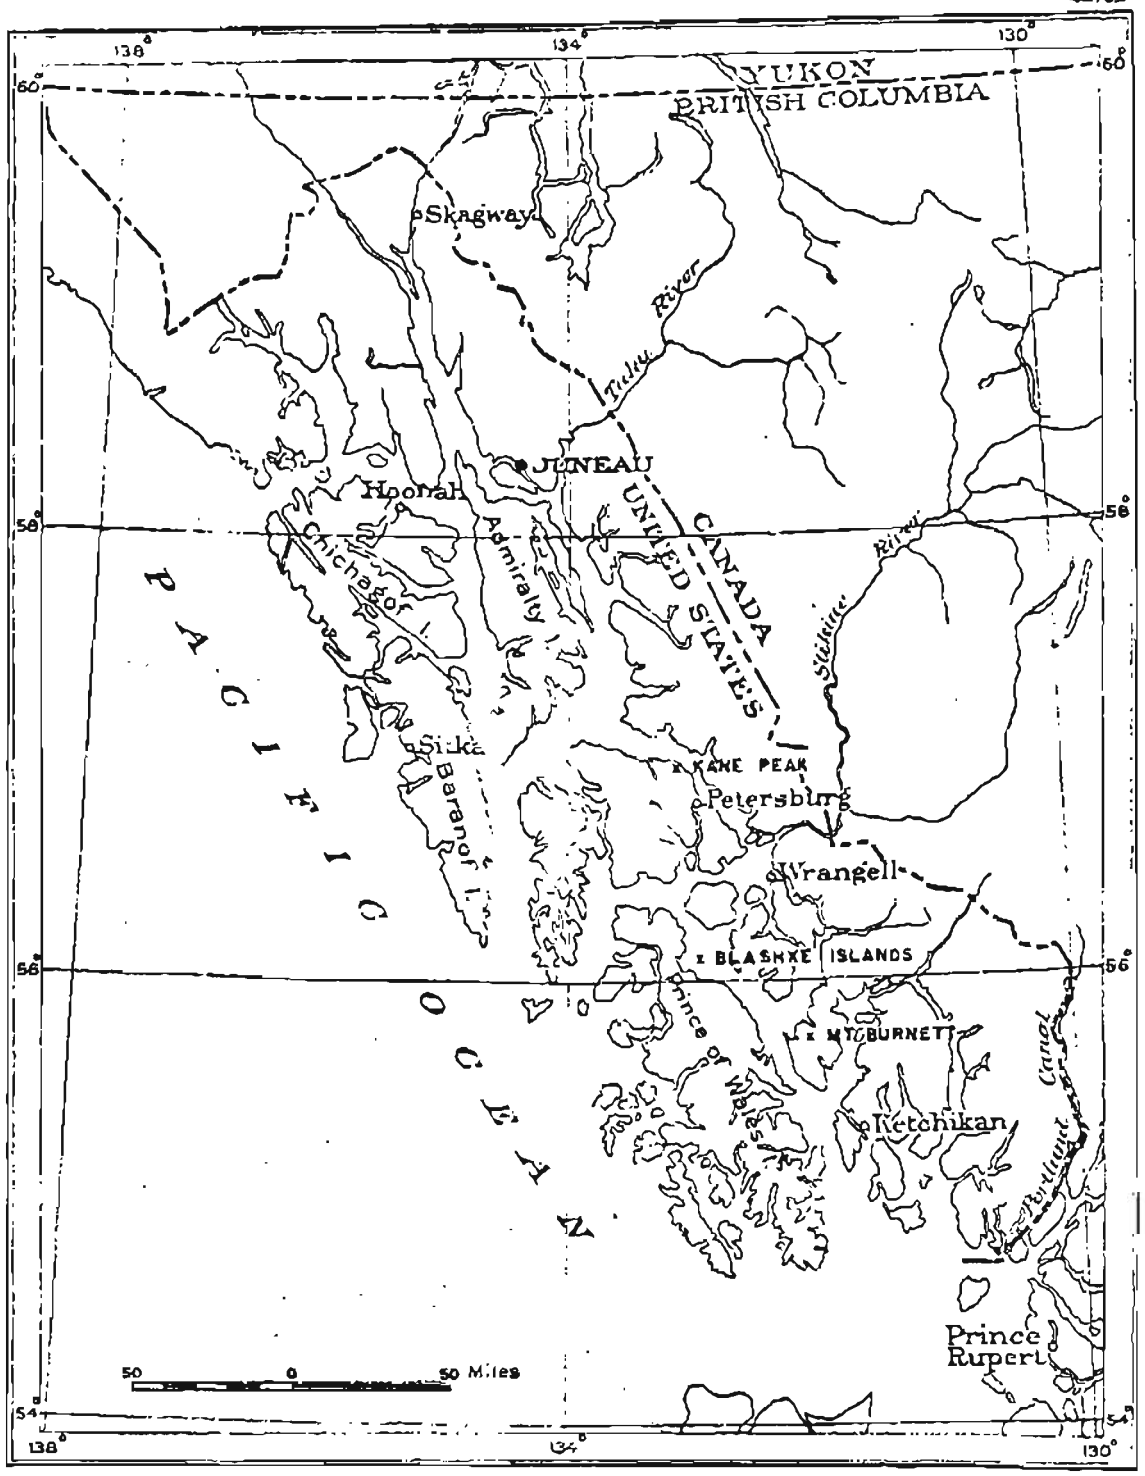 138°
134°
130°
60°
60°
YUKON
BRITISH COLUMBIA
Skagway
River
Taku
JUNEAU
Hoonah
58°
58°
UNITED STATES
CANADA
Chichagof
Admiralty I.
River
Stikine
PACIFIC OCEAN
Sitka
Baranof I.
x KANE PEAK
Petersburg
Wrangell
x BLASHKE ISLANDS
56°
56°
Prince of Wales I.
x MT. BURNETT
Ketchikan
Portland Canal
Prince
Rupert
50 0 50 Miles
54°
54°
138°
134°
130°